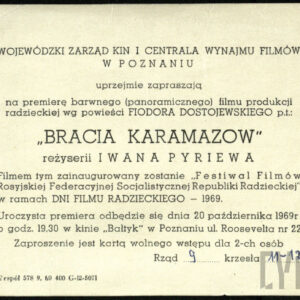 WOJEWÓDZKI ZARZĄD KIN I CENTRALA WYNAJMU FILMÓW
W POZNANIU
uprzejmie zapraszają
na premierę barwnego (panoramicznego) filmu produkcji
radzieckiej wg powieści FIODORA DOSTOJEWSKIEGO p.t.:
„BRACIA KARAMAZOW"
reżyserii IWANA PYRIEWA
Filmem tym zainaugurowany zostanie „Festiwal Filmów
Rosyjskiej Federacyjnej Socjalistycznej Republiki Radzieckiej"
w ramach DNI FILMU RADZIECKIEGO – 1969.
Uroczysta premiera odbędzie się dnia 20 października 1969 r
o godz. 19.30 w kinie „Bałtyk" w Poznaniu ul. Roosevelta nr 22
Zaproszenie jest kartą wolnego wstępu dla 2-ch osób
Rząd 9 krzesła 11-12